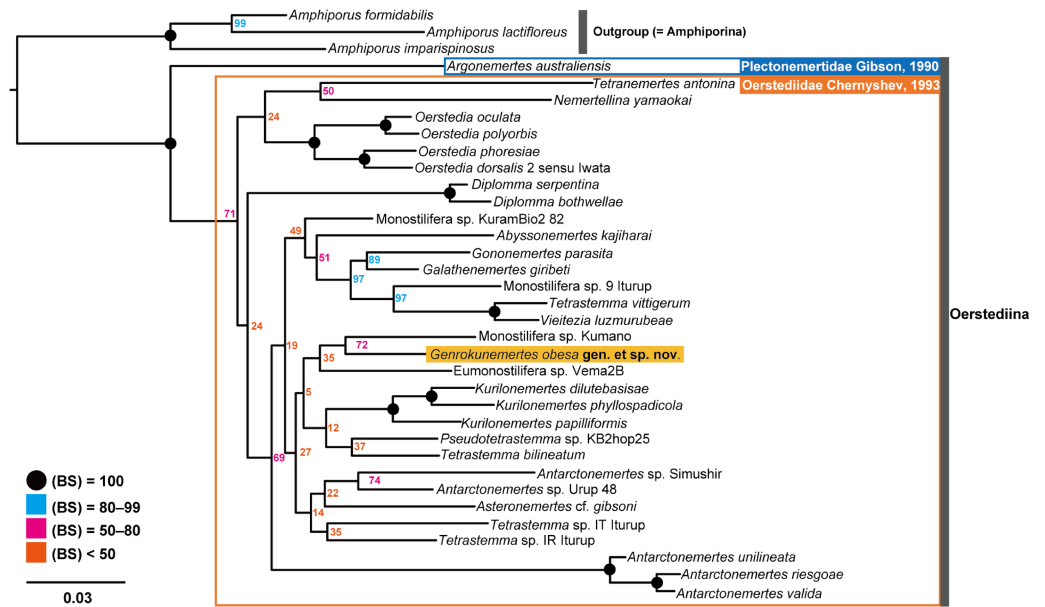 Amphiporus formidabilis
99
Amphiporus lactifloreus
Outgroup (= Amphiporina)
Amphiporus imparispinosus
Argonemertes australiensis
Plectonemertidae Gibson, 1990
Tetranemertes antonina
Oerstediidae Chernyshev, 1993
50
Nemertellina yamaokai
24
Oerstedia oculata
Oerstedia polyorbis
Oerstedia phoresiae
Oerstedia dorsalis 2 sensu Iwata
Diplomma serpentina
Diplomma bothwellae
71
Monostilifera sp. KuramBio2 82
49
Abyssonemertes kajiharai
51
Gononemertes parasita
89
Galathenemertes giribeti
97
Monostilifera sp. 9 Iturup
97
Tetrastemma vittigerum
Vieitezia luzmurubeae
Oerstediina
24
19
Monostilifera sp. Kumano
72
Genrokunemertes obesa gen. et sp. nov.
35
Eumonostilifera sp. Vema2B
5
Kurilonemertes dilutebasisae
Kurilonemertes phyllospadicola
Kurilonemertes papilliformis
12
Pseudotetrastemma sp. KB2hop25
37
Tetrastemma bilineatum
27
69
Antarctonemertes sp. Simushir
74
Antarctonemertes sp. Urup 48
22
Asteronemertes cf. gibsoni
14
Tetrastemma sp. IT Iturup
35
Tetrastemma sp. IR Iturup
Antarctonemertes unilineata
Antarctonemertes riesgoae
Antarctonemertes valida
(BS) = 100
(BS) = 80–99
(BS) = 50–80
(BS) < 50
0.03